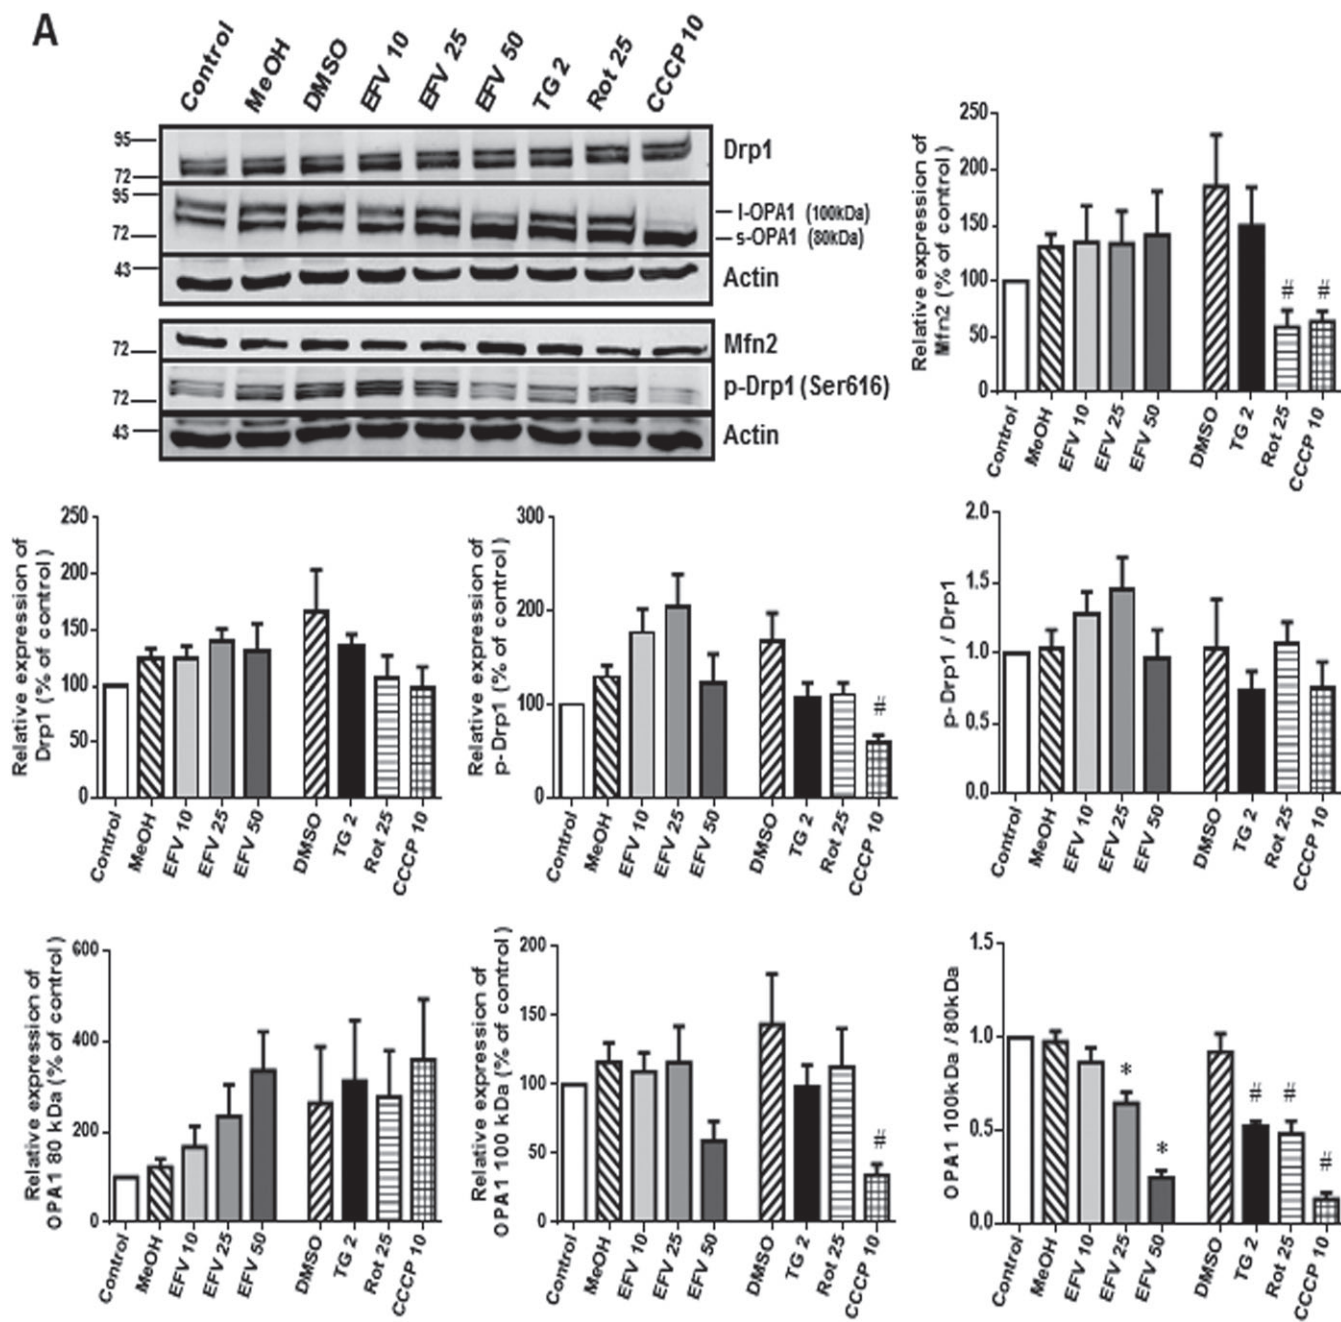 A
Control MeOH DMSO EFV 10 EFV 25 EFV 50 TG 2 Rot 25 CCCP 10
95
72
Drp1
95
72
l-OPA1 (100kDa)
s-OPA1 (80kDa)
43
Actin
72
Mfn2
72
p-Drp1 (Ser616)
43
Actin
Relative expression of
Mfn2 (% of control)
250
200
150
100
50
0
# #
Control MeOH EFV 10 EFV 25 EFV 50 DMSO TG 2 Rot 25 CCCP 10
Relative expression of
Drp1 (% of control)
250
200
150
100
50
0
Control MeOH EFV 10 EFV 25 EFV 50 DMSO TG 2 Rot 25 CCCP 10
Relative expression of
p-Drp1 (% of control)
300
200
100
0
#
Control MeOH EFV 10 EFV 25 EFV 50 DMSO TG 2 Rot 25 CCCP 10
p-Drp1 / Drp1
2.0
1.5
1.0
0.5
0.0
Control MeOH EFV 10 EFV 25 EFV 50 DMSO TG 2 Rot 25 CCCP 10
Relative expression of
OPA1 80 kDa (% of control)
600
400
200
0
Control MeOH EFV 10 EFV 25 EFV 50 DMSO TG 2 Rot 25 CCCP 10
Relative expression of
OPA1 100 kDa (% of control)
200
150
100
50
0
#
Control MeOH EFV 10 EFV 25 EFV 50 DMSO TG 2 Rot 25 CCCP 10
OPA1 100kDa / 80kDa
1.5
1.0
0.5
0.0
* * # # #
Control MeOH EFV 10 EFV 25 EFV 50 DMSO TG 2 Rot 25 CCCP 10